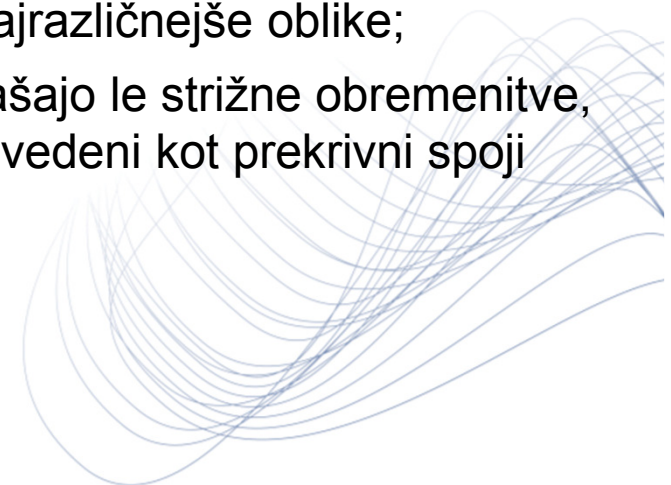 ajrazličnejše oblike;
ašajo le strižne obremenitve,
vedeni kot prekrivni spoji